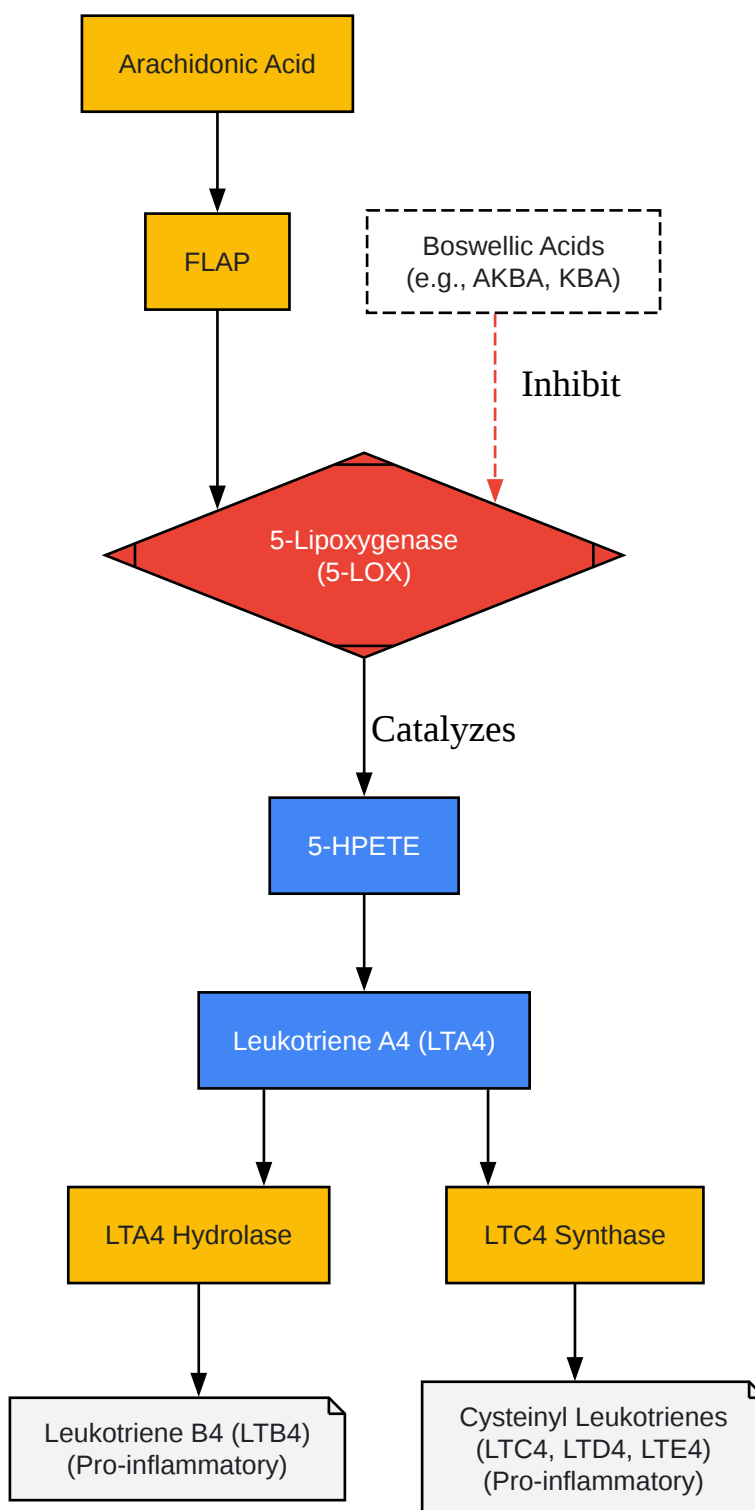 Arachidonic Acid
FLAP
Boswellic Acids
(e.g., AKBA, KBA)
Inhibit
5-Lipoxygenase
(5-LOX)
Catalyzes
5-HPETE
Leukotriene A4 (LTA4)
LTA4 Hydrolase
LTC4 Synthase
Leukotriene B4 (LTB4)
(Pro-inflammatory)
Cysteinyl Leukotrienes
(LTC4, LTD4, LTE4)
(Pro-inflammatory)